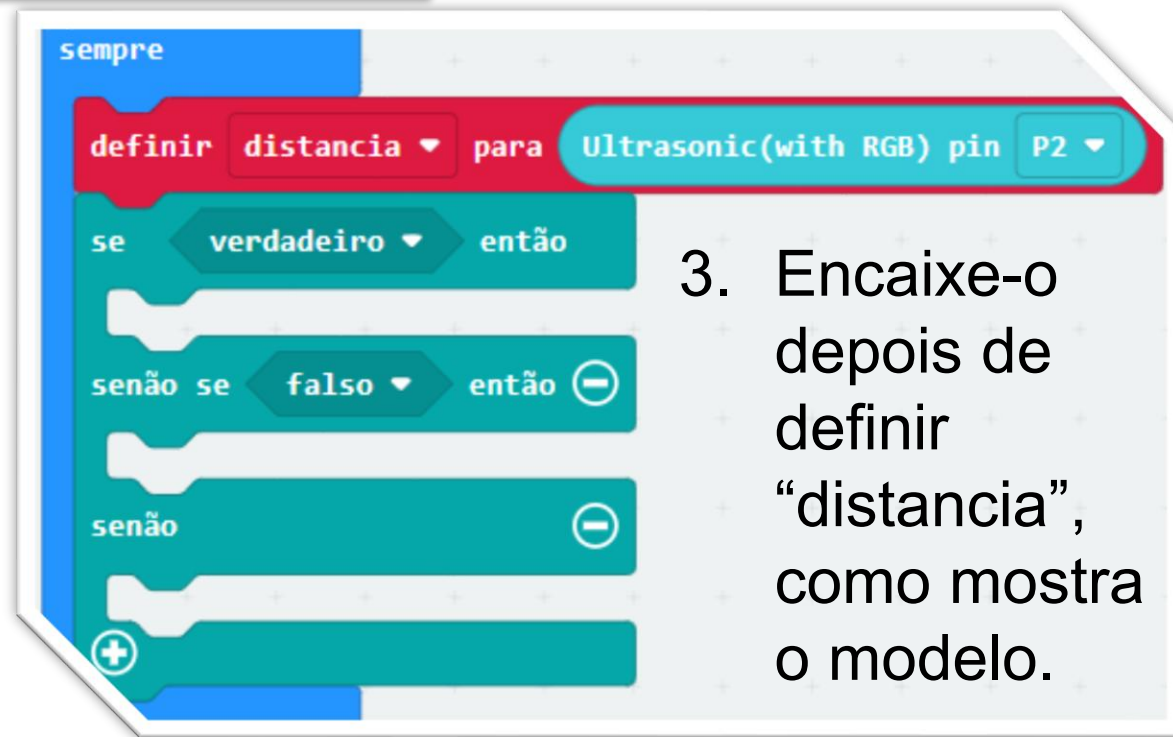 sempre
definir distancia para Ultrasonic(with RGB) pin P2
se verdadeiro então
senão se falso então
senão
3. Encaixe-o
depois de
definir
“distancia”,
como mostra
o modelo.